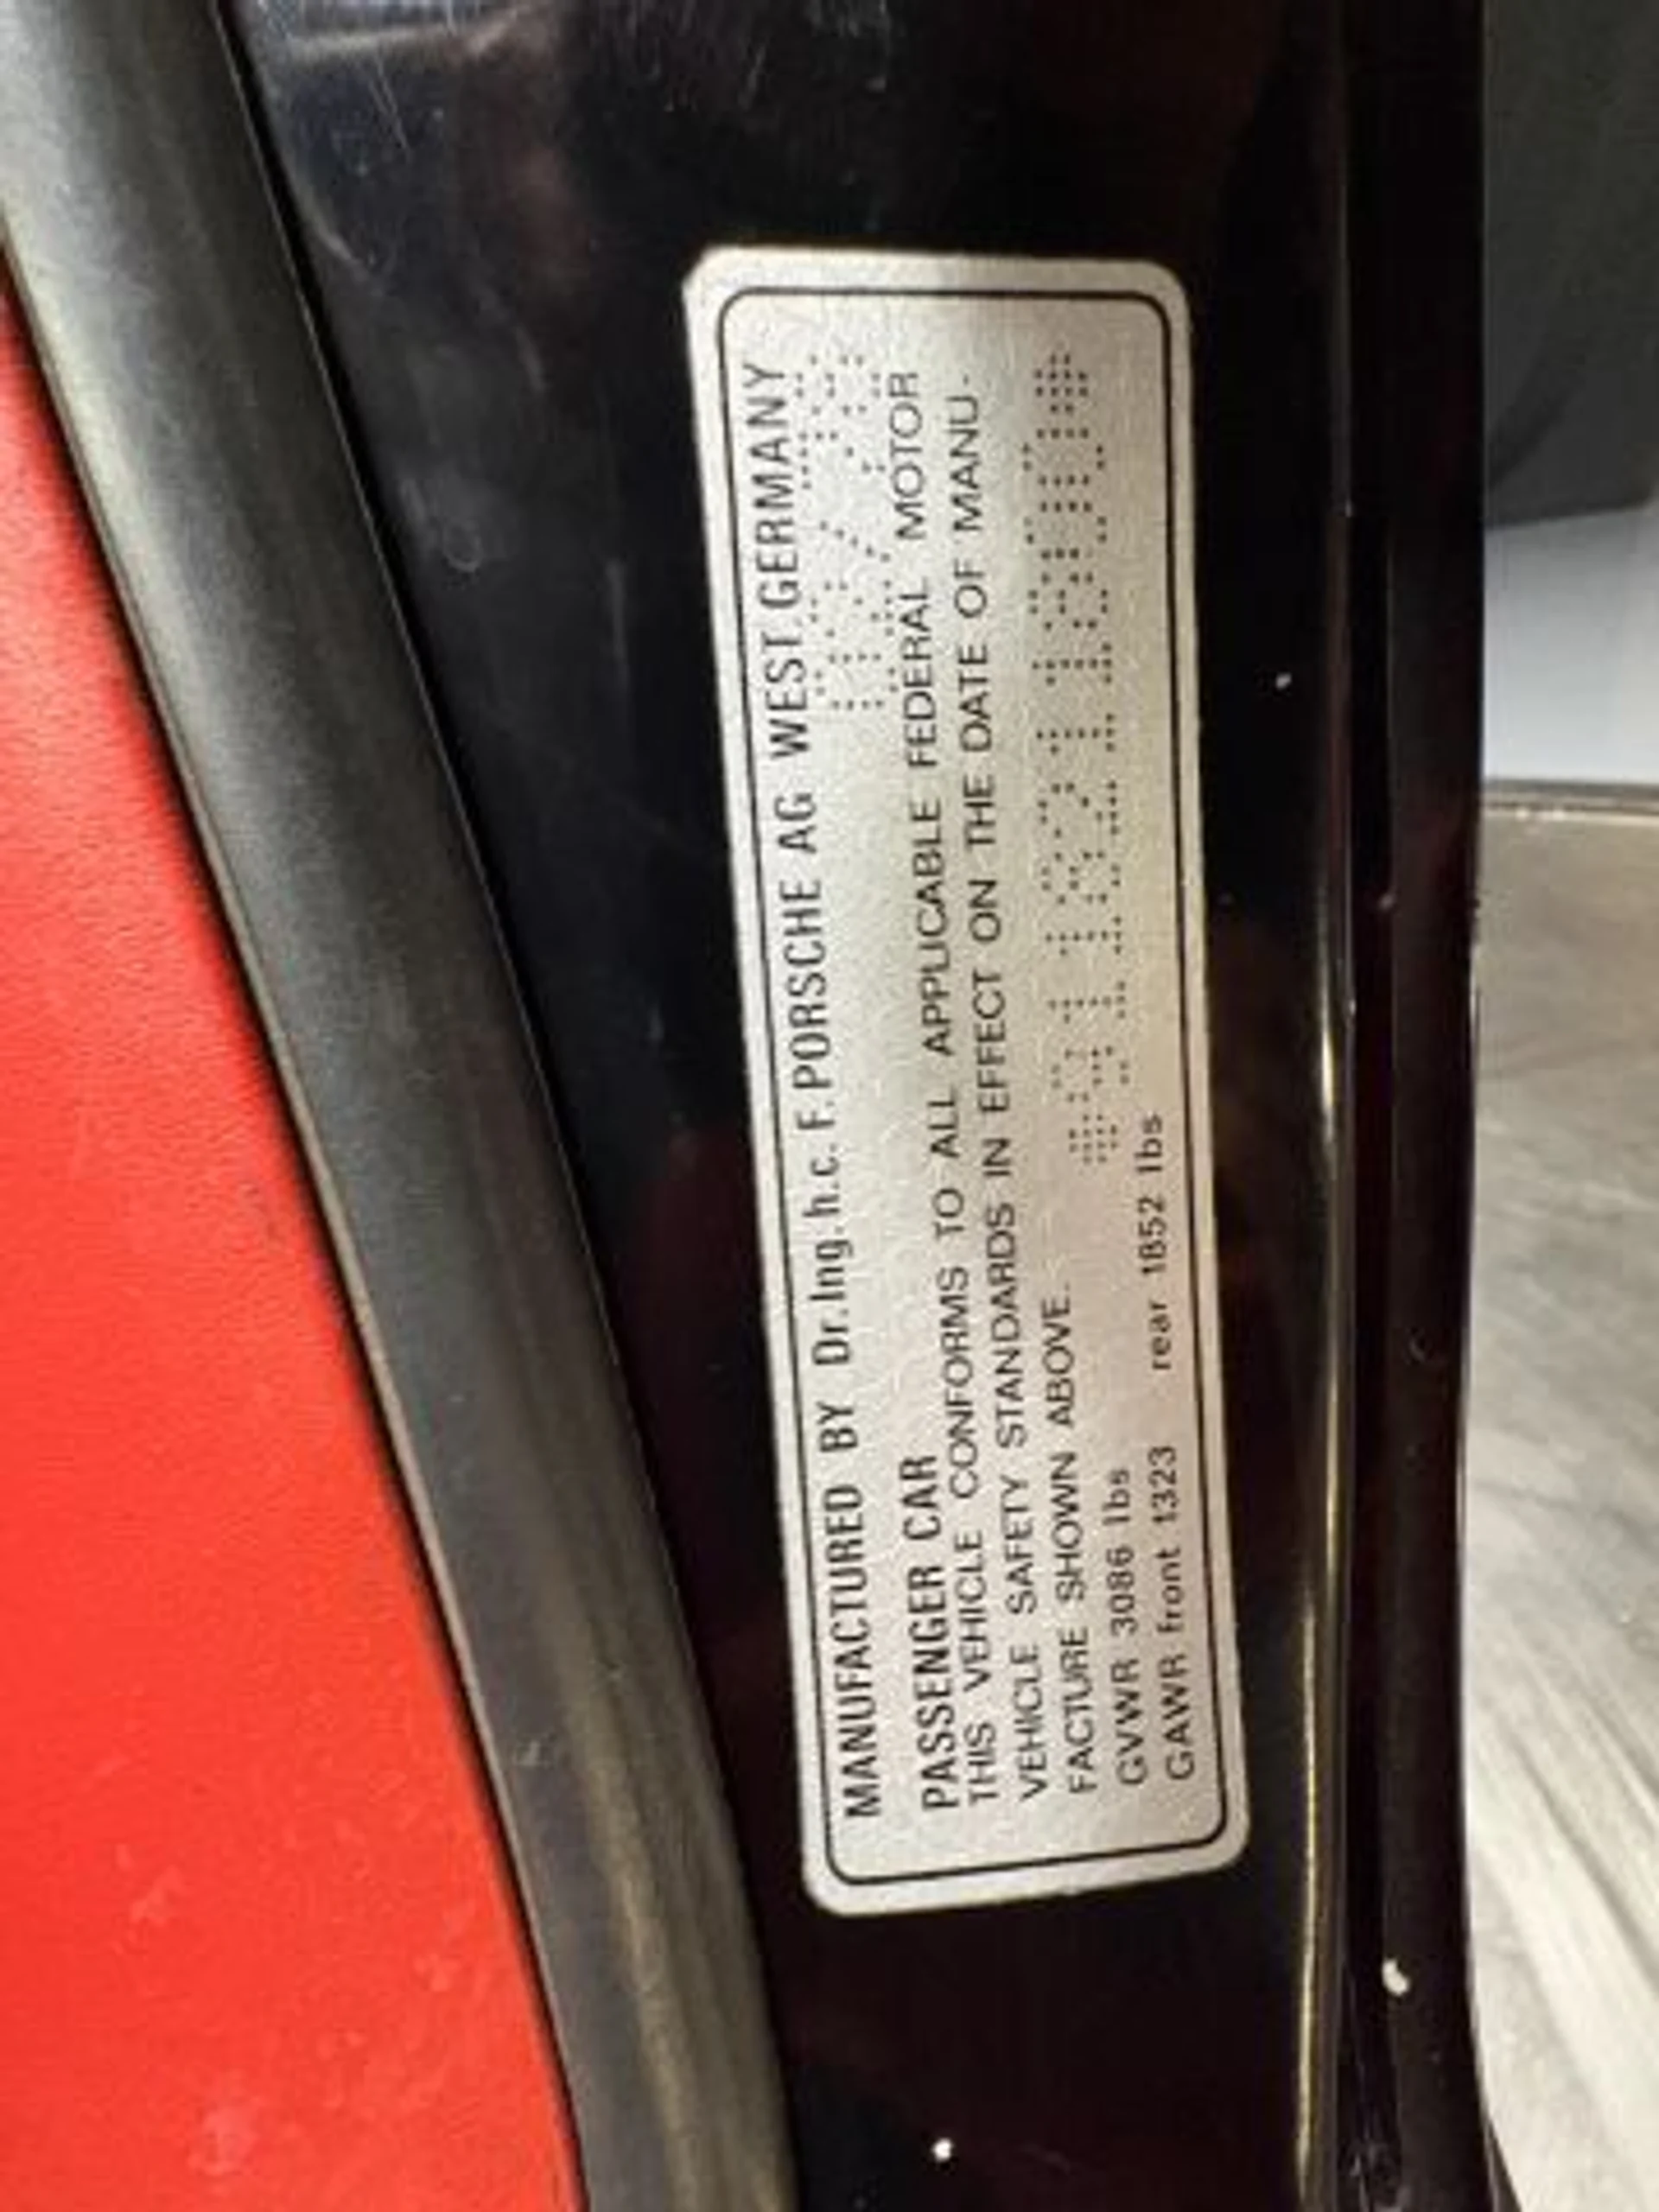 MANUFACTURED BY Dr.Ing.h.c. F.PORSCHE AG WEST.GERMANY
PASSENGER CAR
THIS VEHICLE CONFORMS TO ALL APPLICABLE FEDERAL MOTOR
VEHICLE SAFETY STANDARDS IN EFFECT ON THE DATE OF MANU-
FACTURE SHOWN ABOVE.
GVWR 3086 lbs
GAWR front 1323 rear 1852 lbs